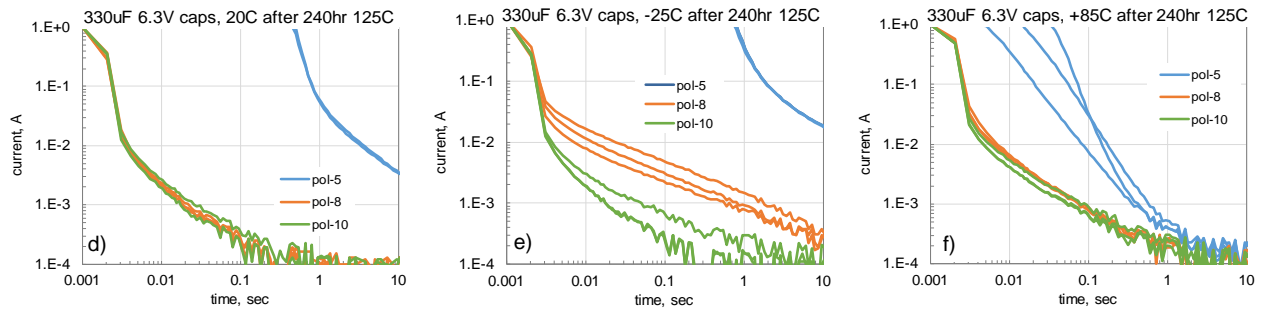 330uF 6.3V caps, 20C after 240hr 125C
1.E+0
1.E-1
1.E-2
1.E-3
1.E-4
current, A
pol-5
pol-8
pol-10
d)
0.001
0.01
0.1
1
10
time, sec
330uF 6.3V caps, -25C after 240hr 125C
1.E+0
1.E-1
1.E-2
1.E-3
1.E-4
current, A
pol-5
pol-8
pol-10
e)
0.001
0.01
0.1
1
10
time, sec
330uF 6.3V caps, +85C after 240hr 125C
1.E+0
1.E-1
1.E-2
1.E-3
1.E-4
current, A
pol-5
pol-8
pol-10
f)
0.001
0.01
0.1
1
10
time, sec